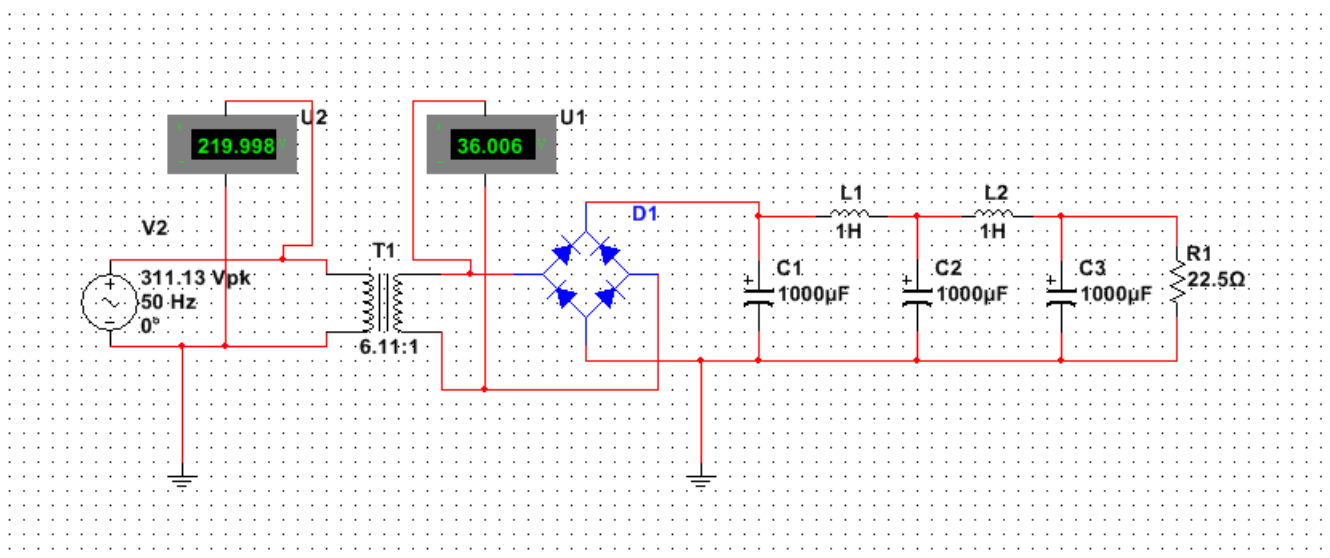 U2
219.998 V
U1
36.006 V
V2
311.13 Vpk
50 Hz
0°
T1
6.11:1
D1
L1
1H
L2
1H
C1
1000µF
C2
1000µF
C3
1000µF
R1
22.5Ω